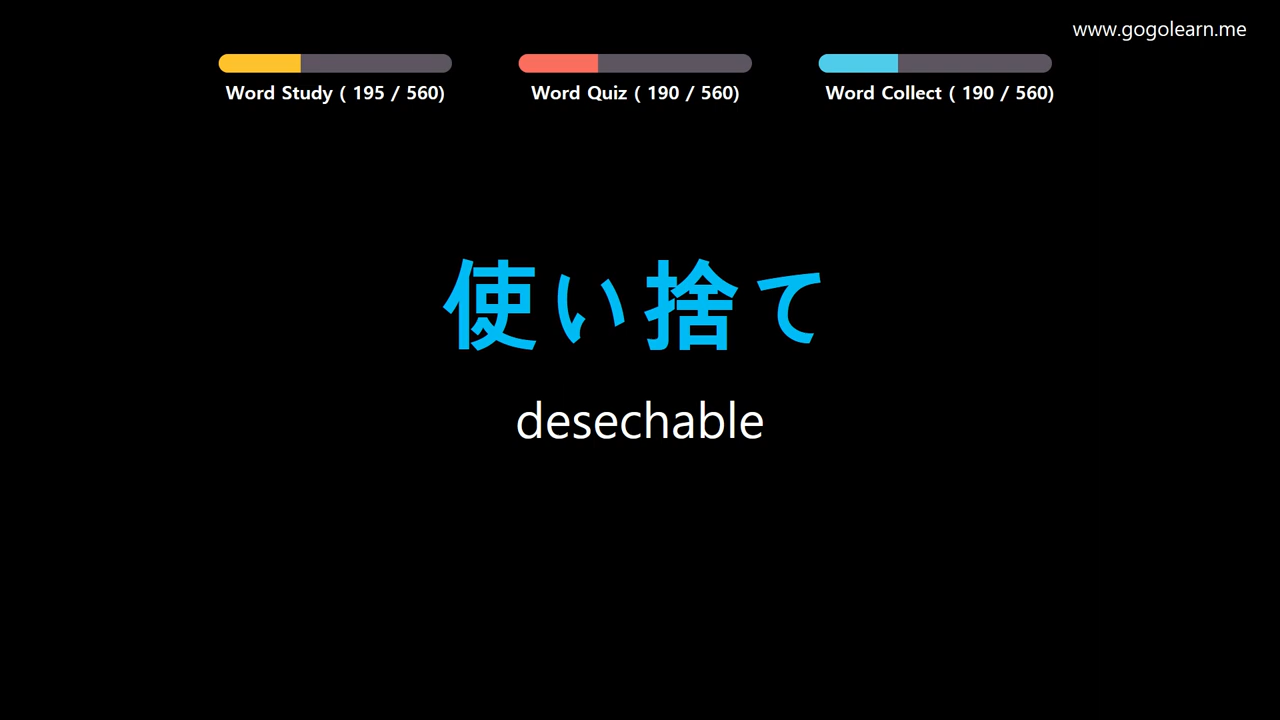 www.gogolearn.me
Word Study ( 195 / 560)
Word Quiz ( 190 / 560)
Word Collect ( 190 / 560)
使い捨て
desechable